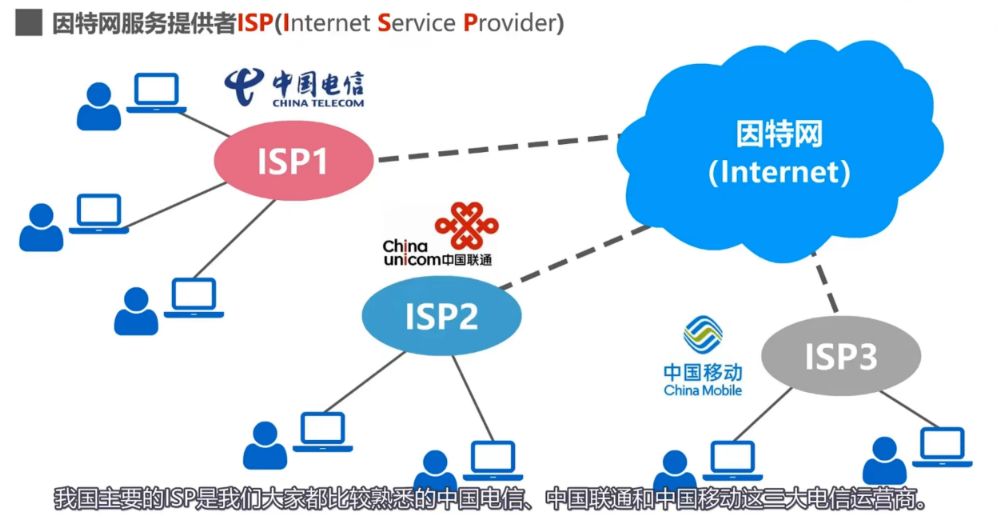 因特网服务提供者ISP(Internet Service Provider)
中国电信
CHINA TELECOM
ISP1
因特网
（Internet）
China
unicom中国联通
ISP2
中国移动
China Mobile
ISP3
我国主要的ISP是我们大家都比较熟悉的中国电信、中国联通和中国移动这三大电信运营商。